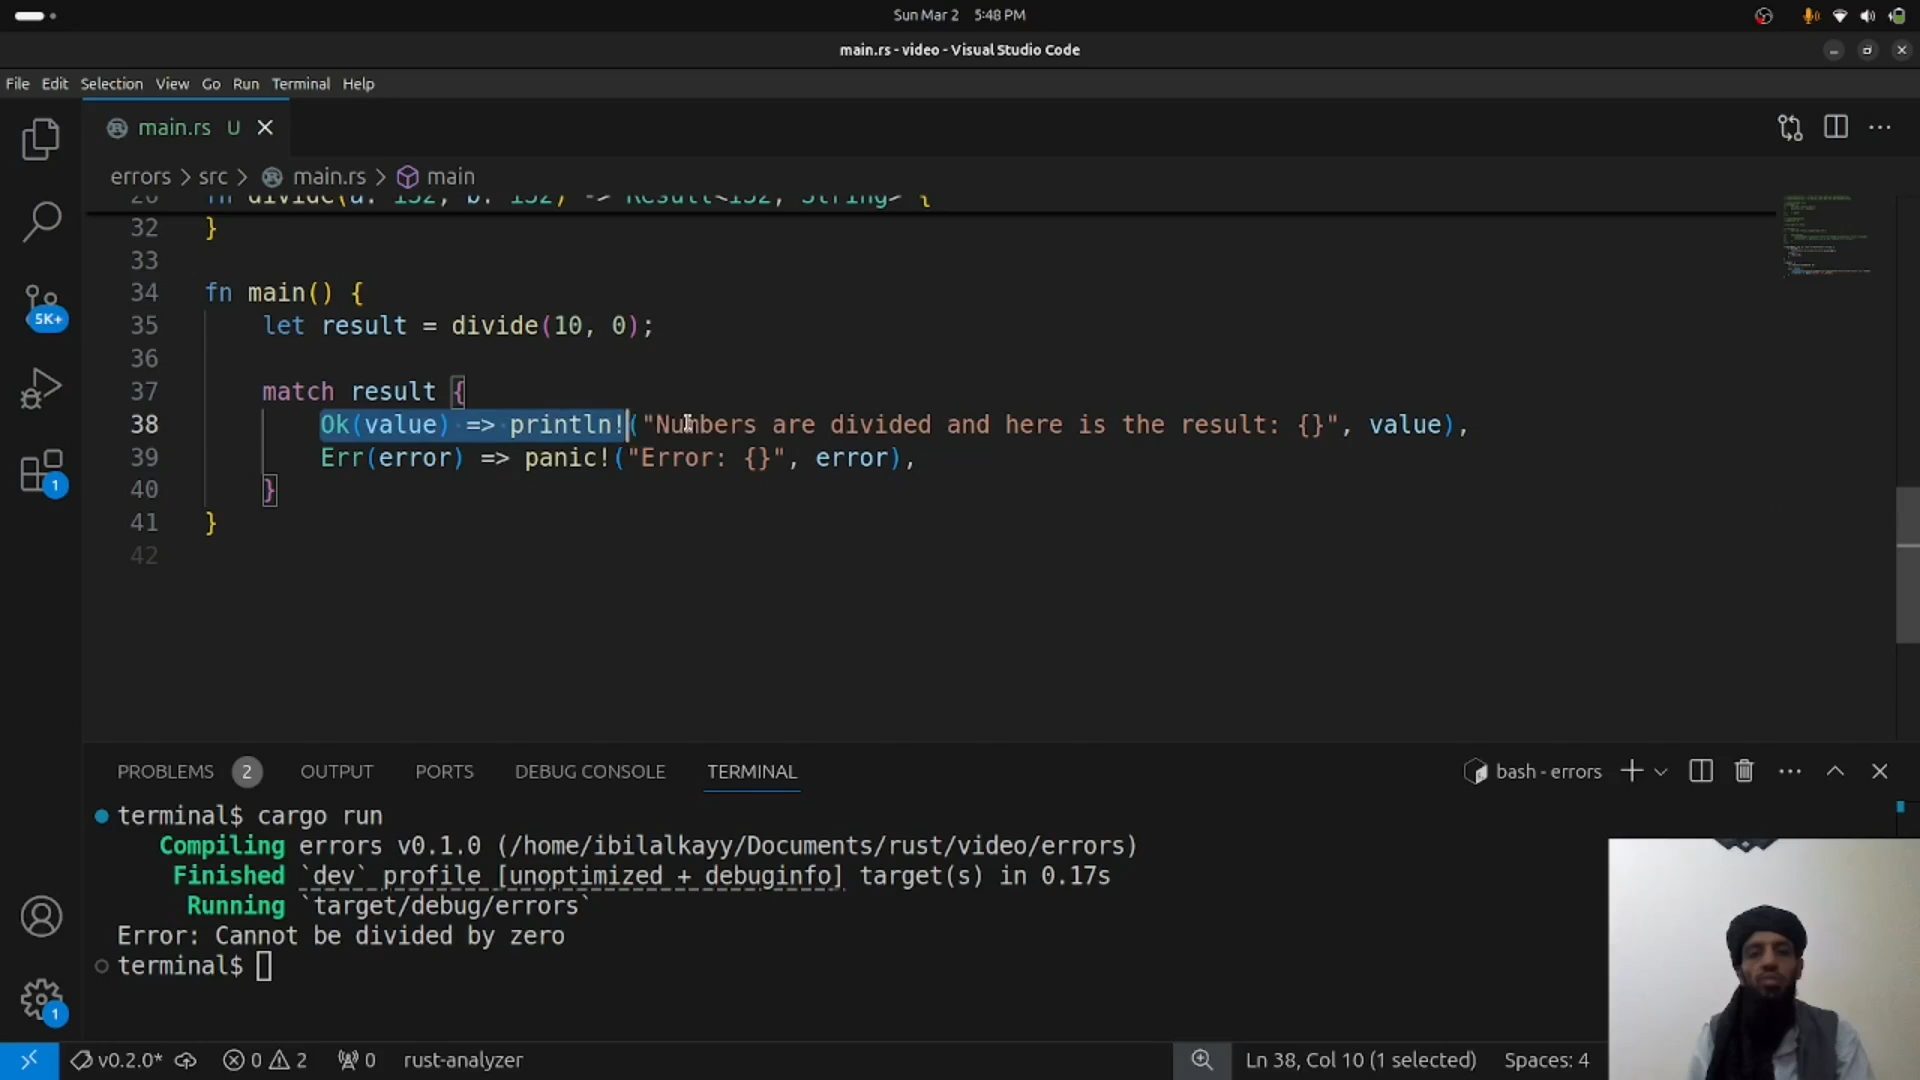 Sun Mar 2 5:48 PM
main.rs - video - Visual Studio Code
File Edit Selection View Go Run Terminal Help
main.rs U
errors > src > main.rs > main
20 fn divide(a: i32, b: i32) -> Result<i32, String> {
32 }
33
34 fn main() {
35 let result = divide(10, 0);
36
37 match result {
38 Ok(value) => println!("Numbers are divided and here is the result: {}", value),
39 Err(error) => panic!("Error: {}", error),
40 }
41 }
42
5K+
1
PROBLEMS 2 OUTPUT PORTS DEBUG CONSOLE TERMINAL bash - errors
terminal$ cargo run
Compiling errors v0.1.0 (/home/ibilalkayy/Documents/rust/video/errors)
Finished `dev` profile [unoptimized + debuginfo] target(s) in 0.17s
Running `target/debug/errors`
Error: Cannot be divided by zero
terminal$
1
v0.2.0* 0 2 0 rust-analyzer Ln 38, Col 10 (1 selected) Spaces: 4